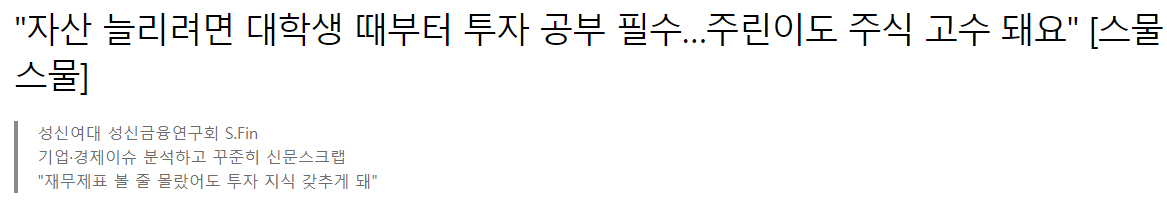 "자산 늘리려면 대학생 때부터 투자 공부 필수…주린이도 주식 고수 돼요" [스물
스물]
성신여대 성신금융연구회 S.Fin
기업·경제이슈 분석하고 꾸준히 신문스크랩
"재무제표 볼 줄 몰랐어도 투자 지식 갖추게 돼"